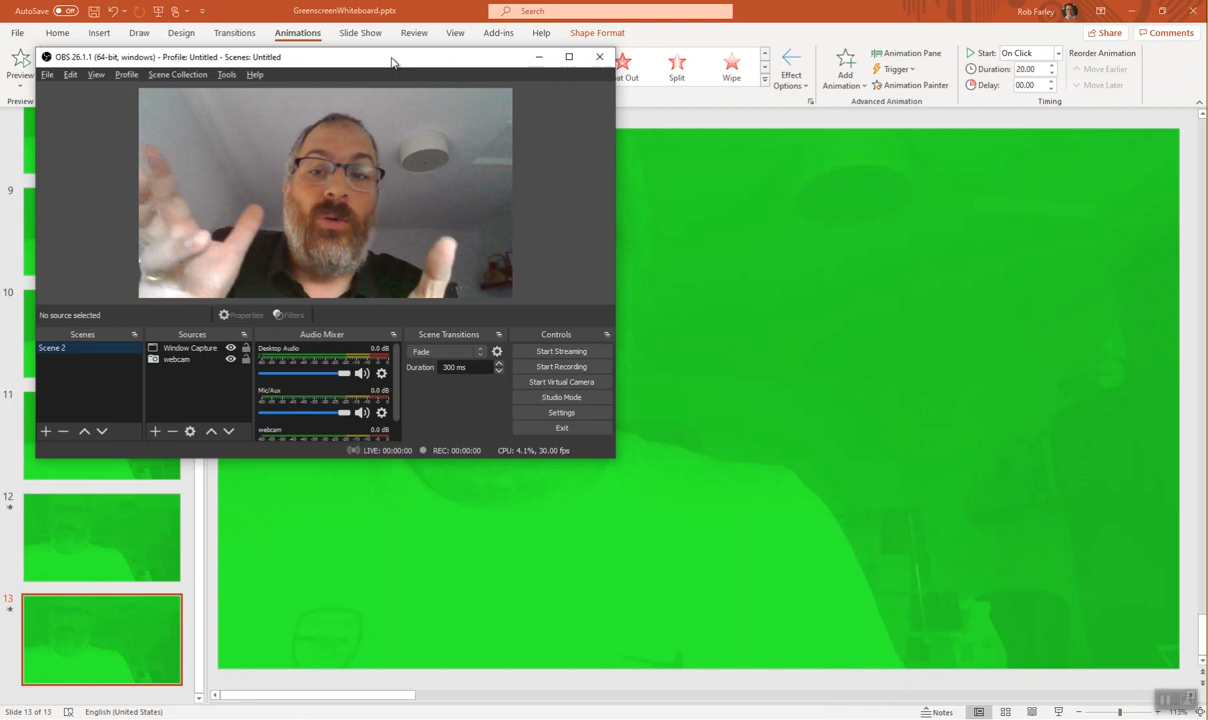 AutoSave Off GreenscreenWhiteboard.pptx Search Rob Farley
File Home Insert Draw Design Transitions Animations Slide Show Review View Add-ins Help Shape Format Share Comments
OBS 26.1.1 (64-bit, windows) - Profile: Untitled - Scenes: Untitled
File Edit View Profile Scene Collection Tools Help
Preview
Preview
Split
Wipe
Effect
Options
Add
Animation
Animation Pane
Trigger
Animation Painter
Advanced Animation
Start: On Click
Duration: 20.00
Delay: 00.00
Timing
Reorder Animation
Move Earlier
Move Later
9
10
11
12
13
No source selected Properties Filters
Scenes Sources Audio Mixer Scene Transitions Controls
Scene 2
Window Capture
webcam
Desktop Audio 0.0 dB
Mic/Aux 0.0 dB
webcam 0.0 dB
Fade
Duration 300 ms
Start Streaming
Start Recording
Start Virtual Camera
Studio Mode
Settings
Exit
LIVE: 00:00:00 REC: 00:00:00 CPU: 4.1%, 30.00 fps
Slide 13 of 13 English (United States) Notes 113%